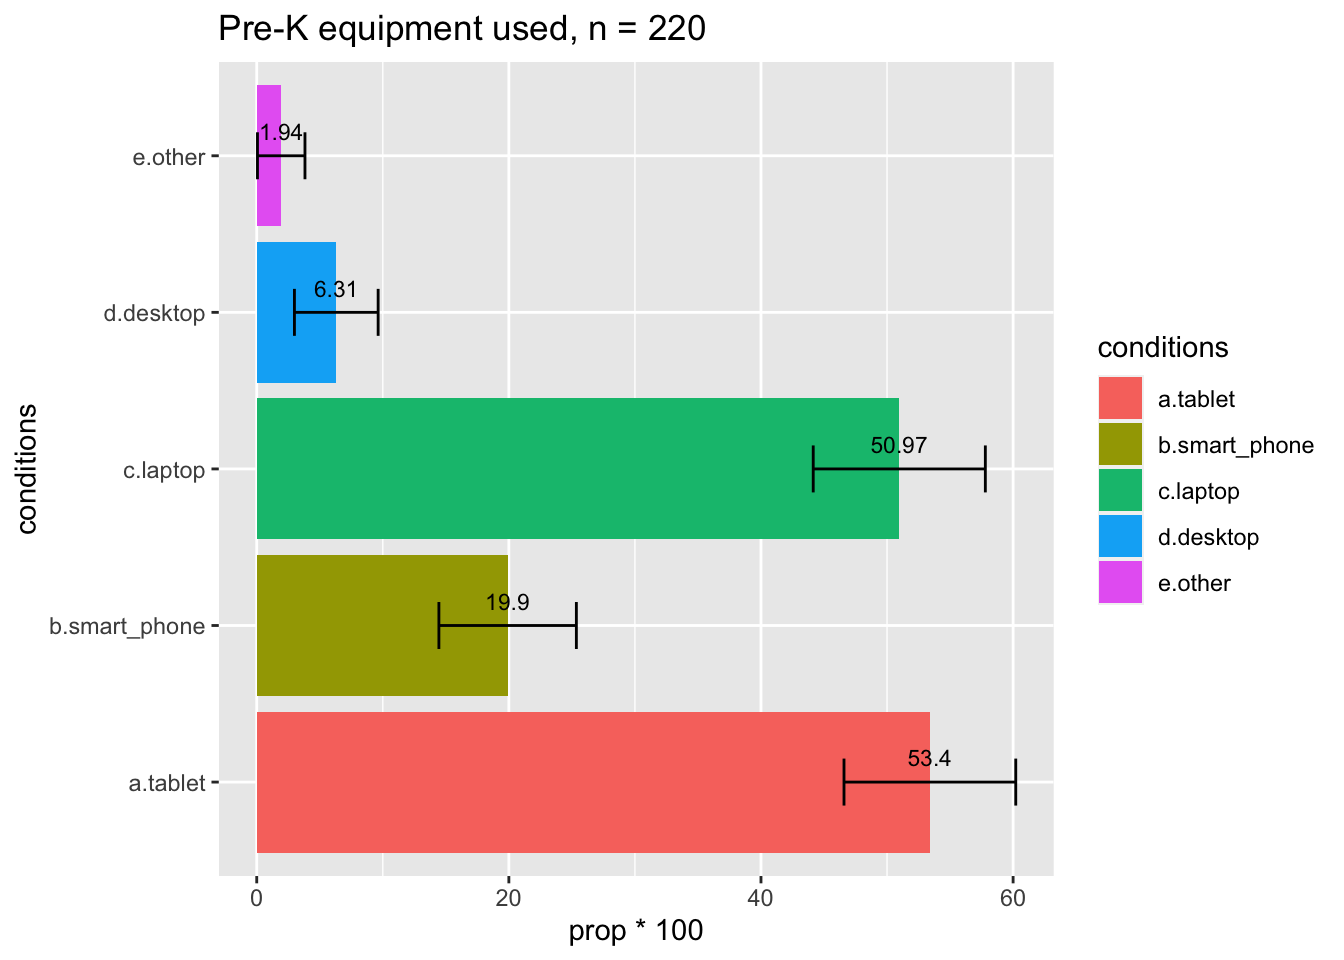 Pre-K equipment used, n = 220
e.other
1.94
d.desktop
6.31
c.laptop
50.97
b.smart_phone
19.9
a.tablet
53.4
0 20 40 60
prop * 100
conditions
conditions
a.tablet
b.smart_phone
c.laptop
d.desktop
e.other